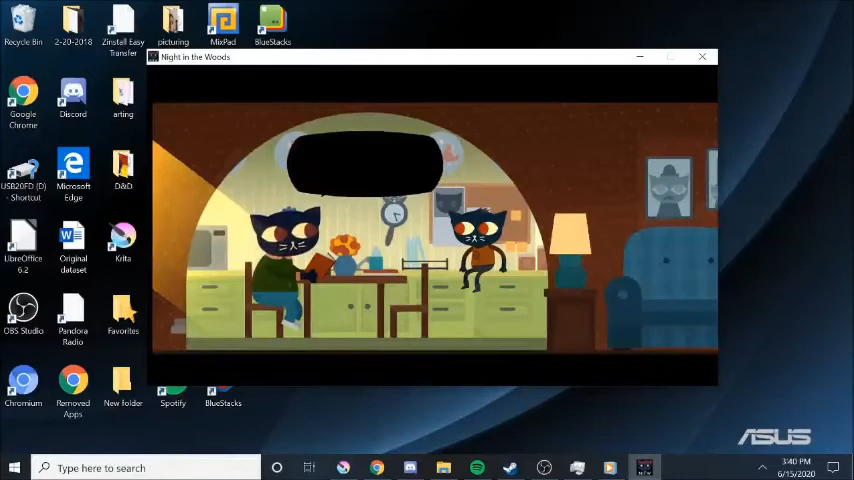 Recycle Bin
2-20-2018
Zinstall Easy
Transfer
picturing
MixPad
BlueStacks
Night in the Woods
Google
Chrome
Discord
arting
USB20FD (D)
- Shortcut
Microsoft
Edge
D&D
LibreOffice
6.2
Original
dataset
Krita
OBS Studio
Pandora
Radio
Favorites
Chromium
Removed
Apps
New folder
Spotify
BlueStacks
ASUS
Type here to search
3:40 PM
6/15/2020